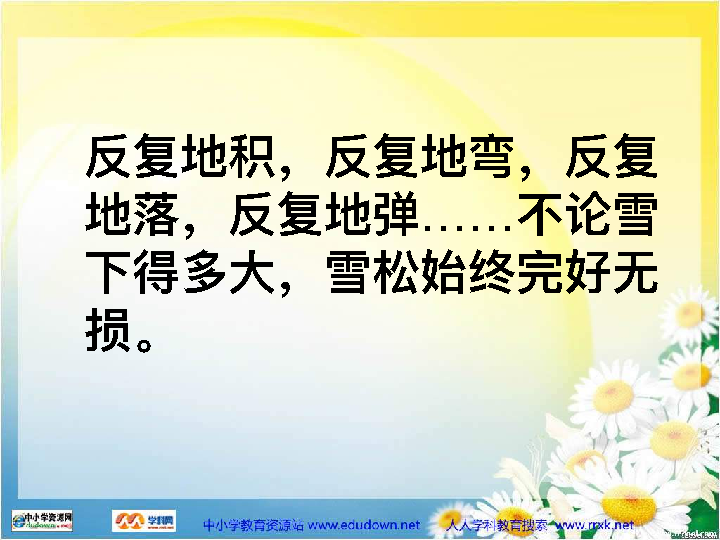 反复地积，反复地弯，反复
地落，反复地弹……不论雪
下得多大，雪松始终完好无
损。
中小学资源网
学科网
中小学教育资源站 www.edudown.net 人人学科教育搜索 www.rrxk.net